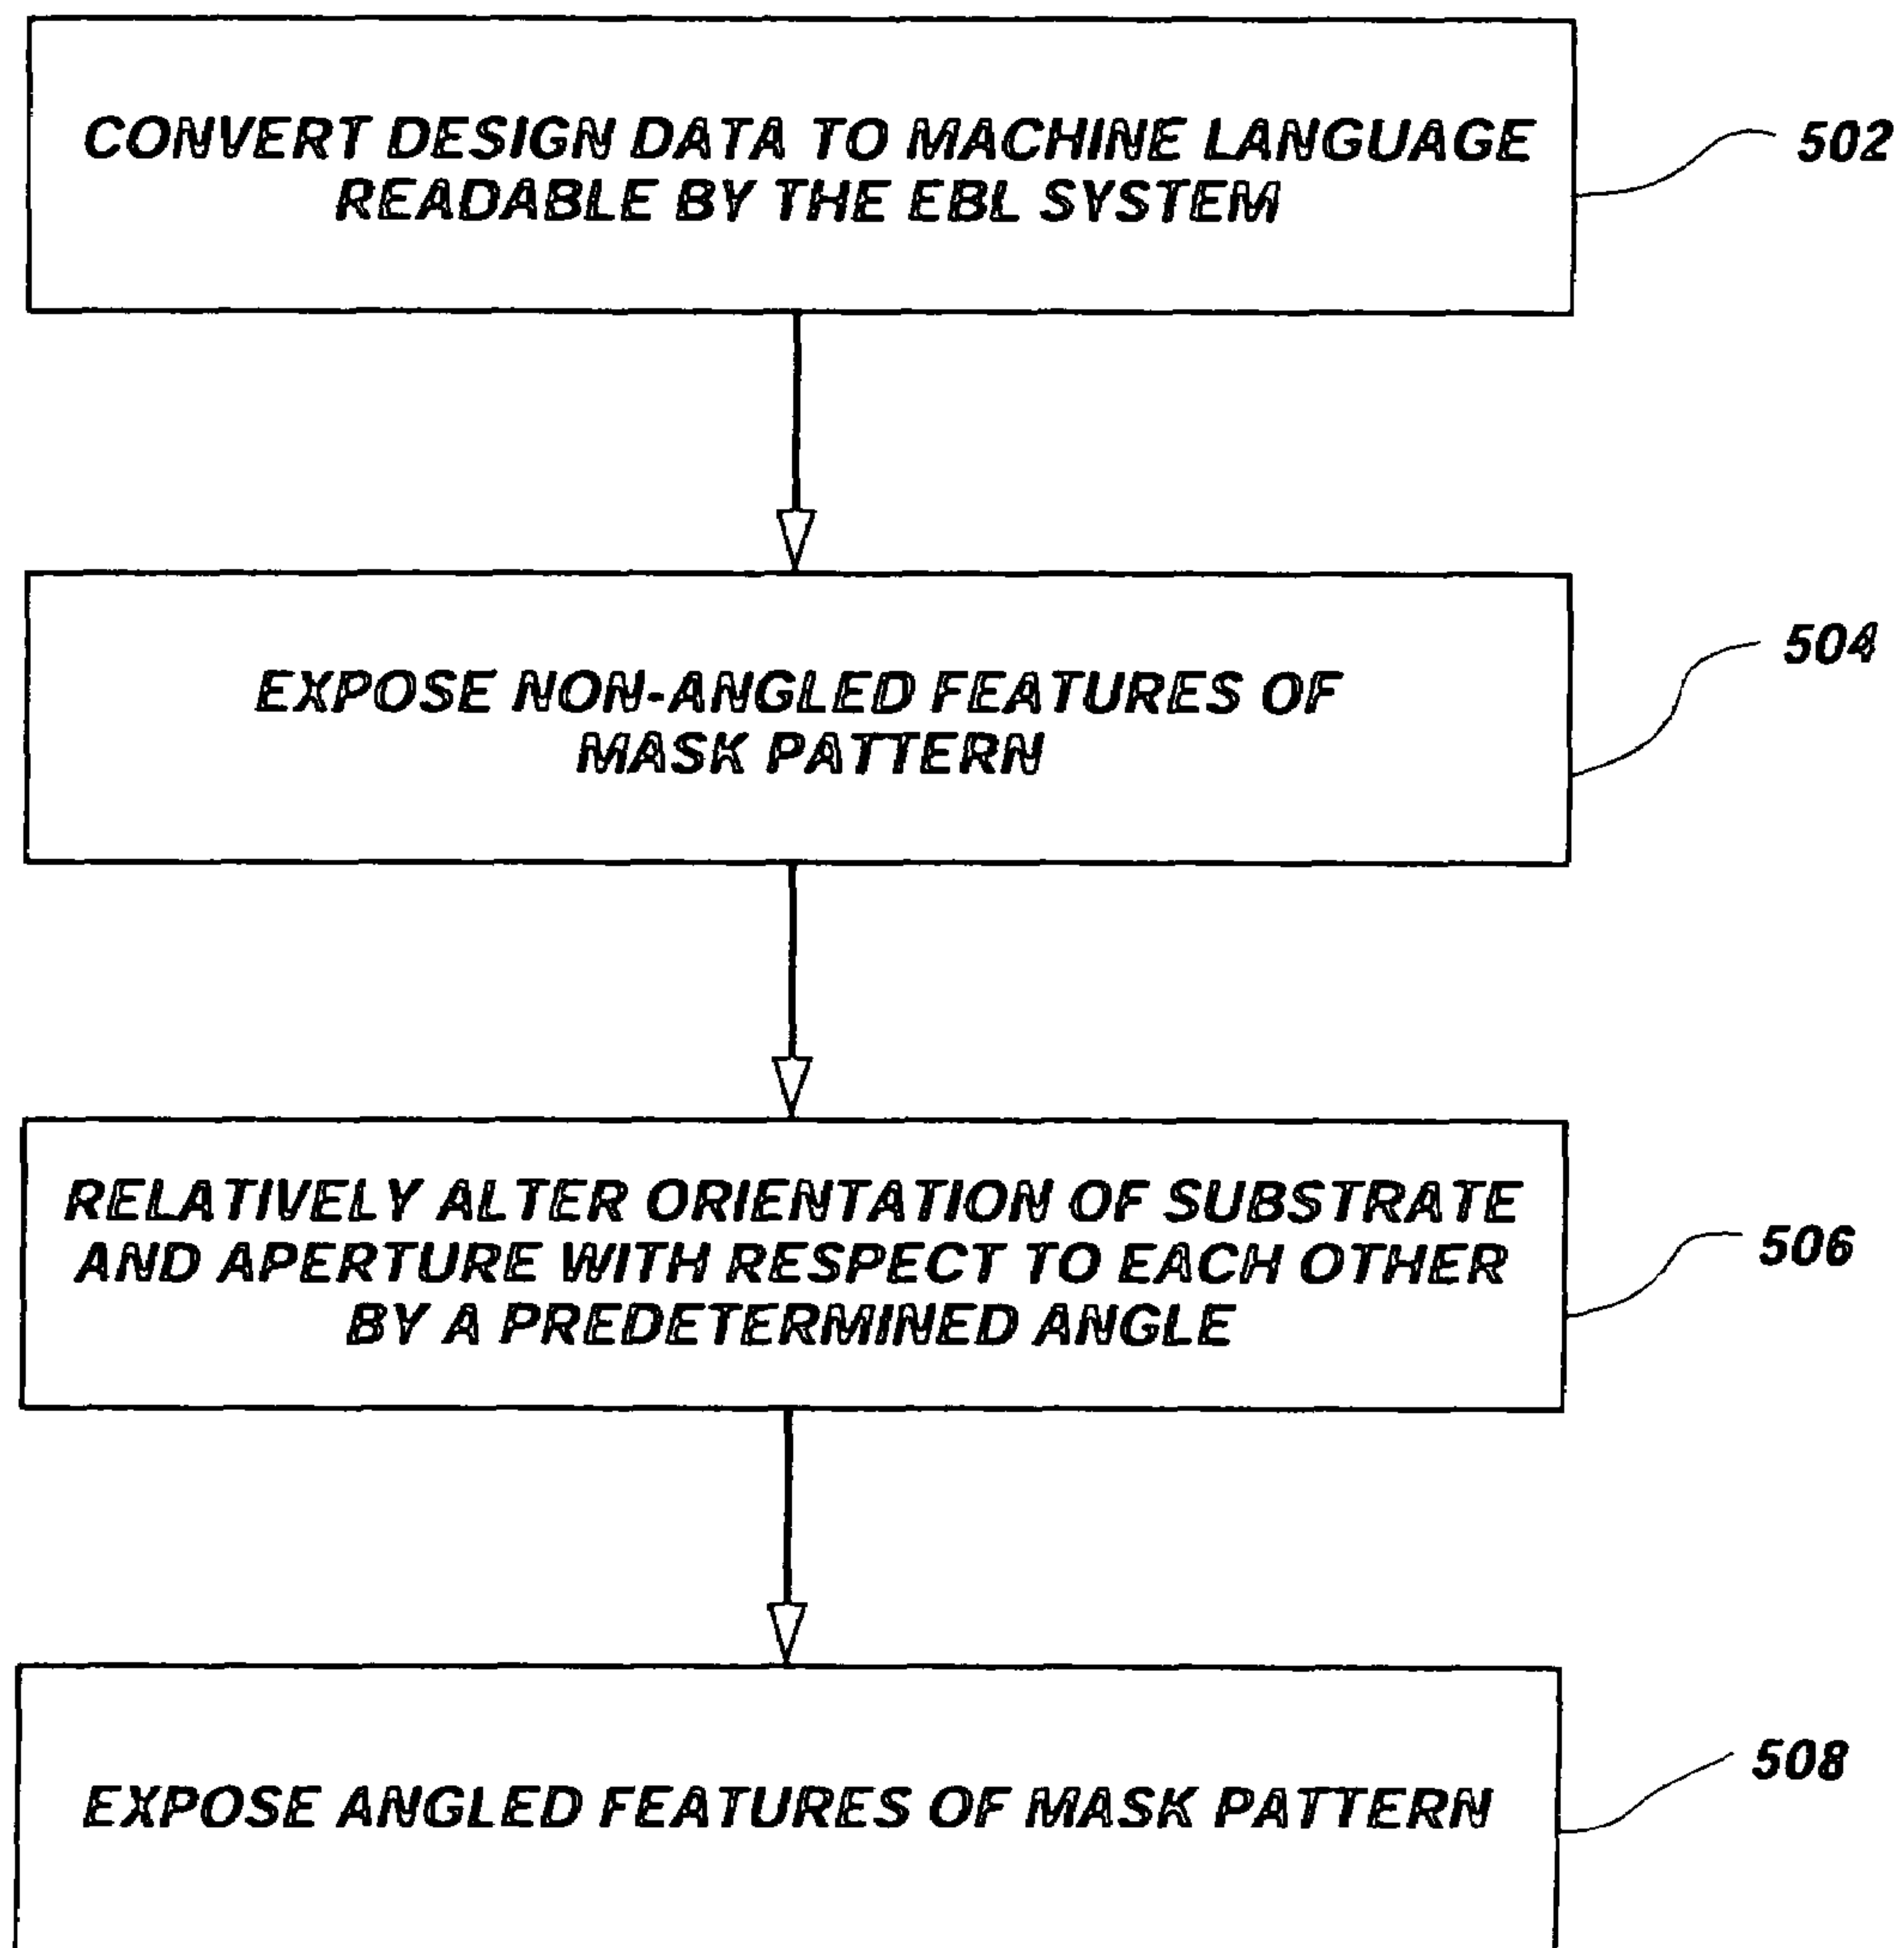 CONVERT DESIGN DATA TO MACHINE LANGUAGE
READABLE BY THE EBL SYSTEM
502
EXPOSE NON-ANGLED FEATURES OF
MASK PATTERN
504
RELATIVELY ALTER ORIENTATION OF SUBSTRATE
AND APERTURE WITH RESPECT TO EACH OTHER
BY A PREDETERMINED ANGLE
506
EXPOSE ANGLED FEATURES OF MASK PATTERN
508